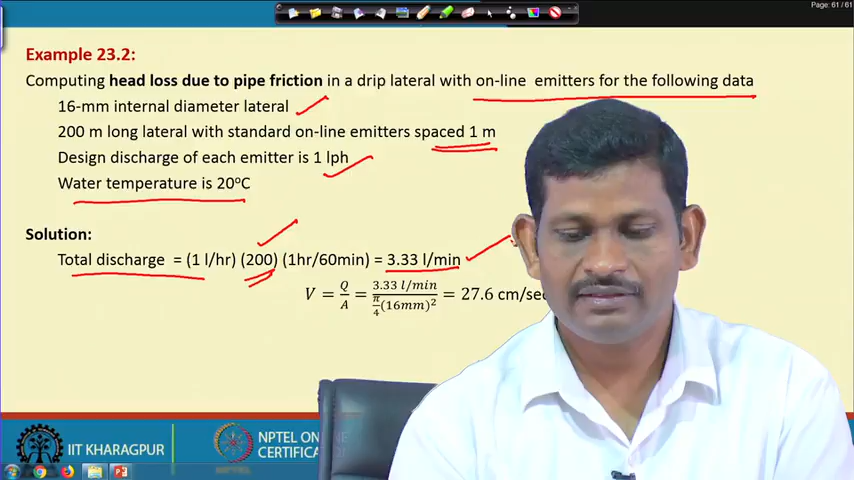 Page: 61 / 61
Example 23.2:
Computing head loss due to pipe friction in a drip lateral with on-line emitters for the following data
16-mm internal diameter lateral
200 m long lateral with standard on-line emitters spaced 1 m
Design discharge of each emitter is 1 lph
Water temperature is 20°C
Solution:
Total discharge = (1 l/hr) (200) (1hr/60min) = 3.33 l/min
V = Q/A = 3.33 l/min / π/4(16mm)² = 27.6 cm/sec
IIT KHARAGPUR
NPTEL ONL
CERTIFICAT